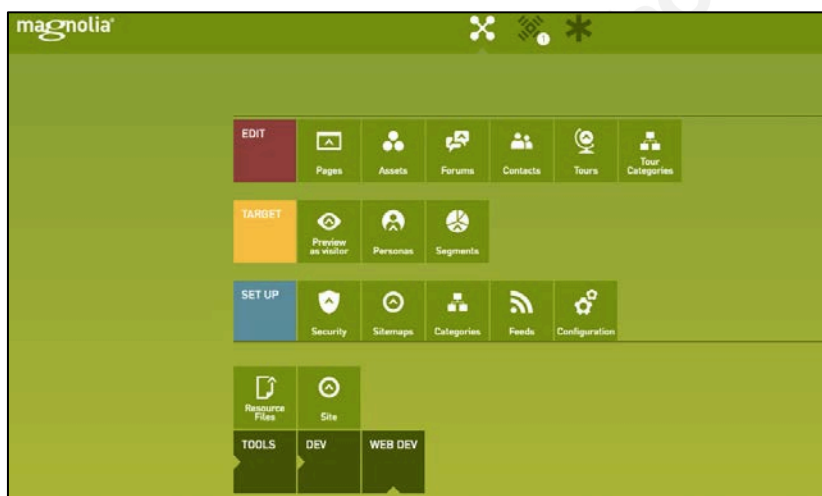 magnolia®
1
EDIT
Pages
Assets
Forums
Contacts
Tours
Tour
Categories
TARGET
Preview
as visitor
Personas
Segments
SET UP
Security
Sitemaps
Categories
Feeds
Configuration
Resource
Files
Site
TOOLS
DEV
WEB DEV